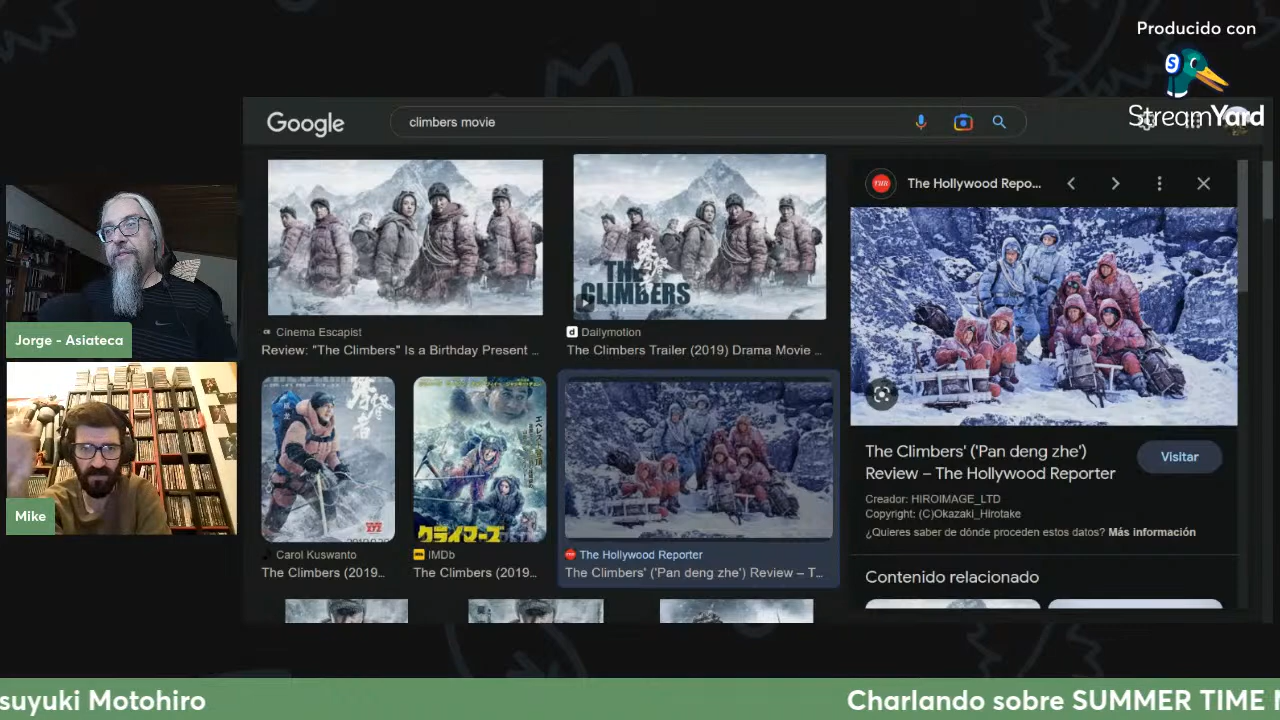 Producido con
StreamYard
Google
climbers movie
The Hollywood Repo...
THE CLIMBERS
Cinema Escapist
Review: "The Climbers" Is a Birthday Present ...
Dailymotion
The Climbers Trailer (2019) Drama Movie ...
Jorge - Asiateca
Mike
攀登者
クライマーズ
The Climbers' ('Pan deng zhe')
Review – The Hollywood Reporter
Visitar
Creador: HIROIMAGE_LTD
Copyright: (C)Okazaki_Hirotake
¿Quieres saber de dónde proceden estos datos? Más información
Carol Kuswanto
The Climbers (2019...
IMDb
The Climbers (2019...
The Hollywood Reporter
The Climbers' ('Pan deng zhe') Review – T...
Contenido relacionado
suyuki Motohiro
Charlando sobre SUMMER TIME